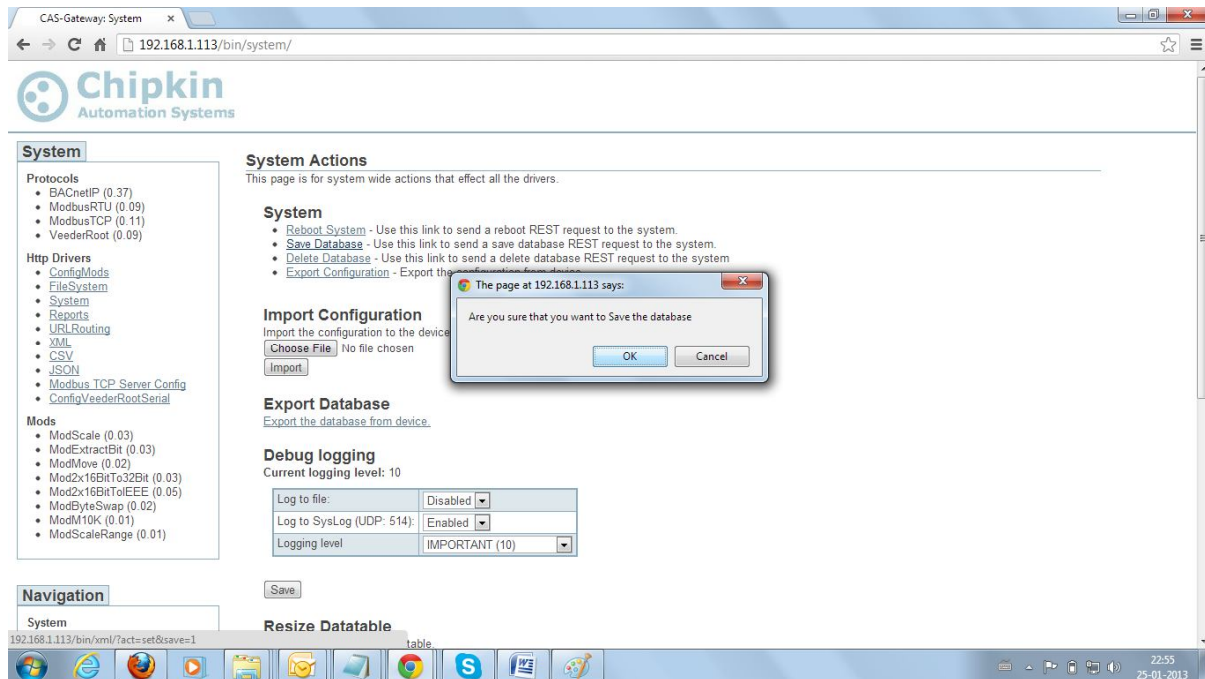 CAS-Gateway: System
192.168.1.113/bin/system/
Chipkin
Automation Systems
System
Protocols
BACnetIP (0.37)
ModbusRTU (0.09)
ModbusTCP (0.11)
VeederRoot (0.09)
Http Drivers
ConfigMods
FileSystem
System
Reports
URLRouting
XML
CSV
JSON
Modbus TCP Server Config
ConfigVeederRootSerial
Mods
ModScale (0.03)
ModExtractBit (0.03)
ModMove (0.02)
Mod2x16BitTo32Bit (0.03)
Mod2x16BitToIEEE (0.05)
ModByteSwap (0.02)
ModM10K (0.01)
ModScaleRange (0.01)
Navigation
System
192.168.1.113/bin/xml/?act=set&save=1
System Actions
This page is for system wide actions that effect all the drivers.
System
Reboot System - Use this link to send a reboot REST request to the system.
Save Database - Use this link to send a save database REST request to the system.
Delete Database - Use this link to send a delete database REST request to the system
Export Configuration - Export the configuration from device
Import Configuration
Import the configuration to the device
Choose File No file chosen
Import
The page at 192.168.1.113 says:
Are you sure that you want to Save the database
OK Cancel
Export Database
Export the database from device.
Debug logging
Current logging level: 10
Log to file: Disabled
Log to SysLog (UDP: 514): Enabled
Logging level IMPORTANT (10)
Save
Resize Datatable
table
22:55
25-01-2013